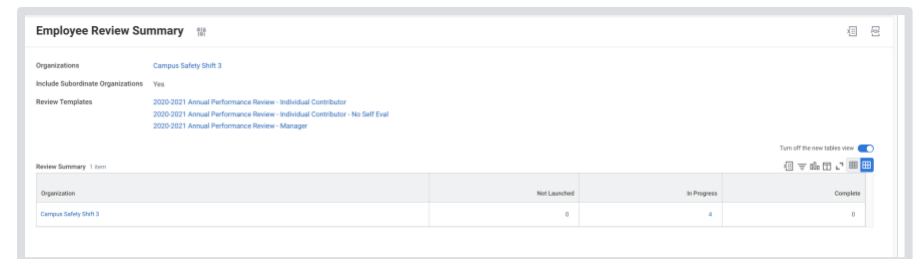 Employee Review Summary
Organizations Campus Safety Shift 3
Include Subordinate Organizations Yes
Review Templates 2020-2021 Annual Performance Review - Individual Contributor
2020-2021 Annual Performance Review - Individual Contributor - No Self Eval
2020-2021 Annual Performance Review - Manager
Turn off the new tables view
Review Summary 1 item
Organization Not Launched In Progress Complete
Campus Safety Shift 3 0 4 0